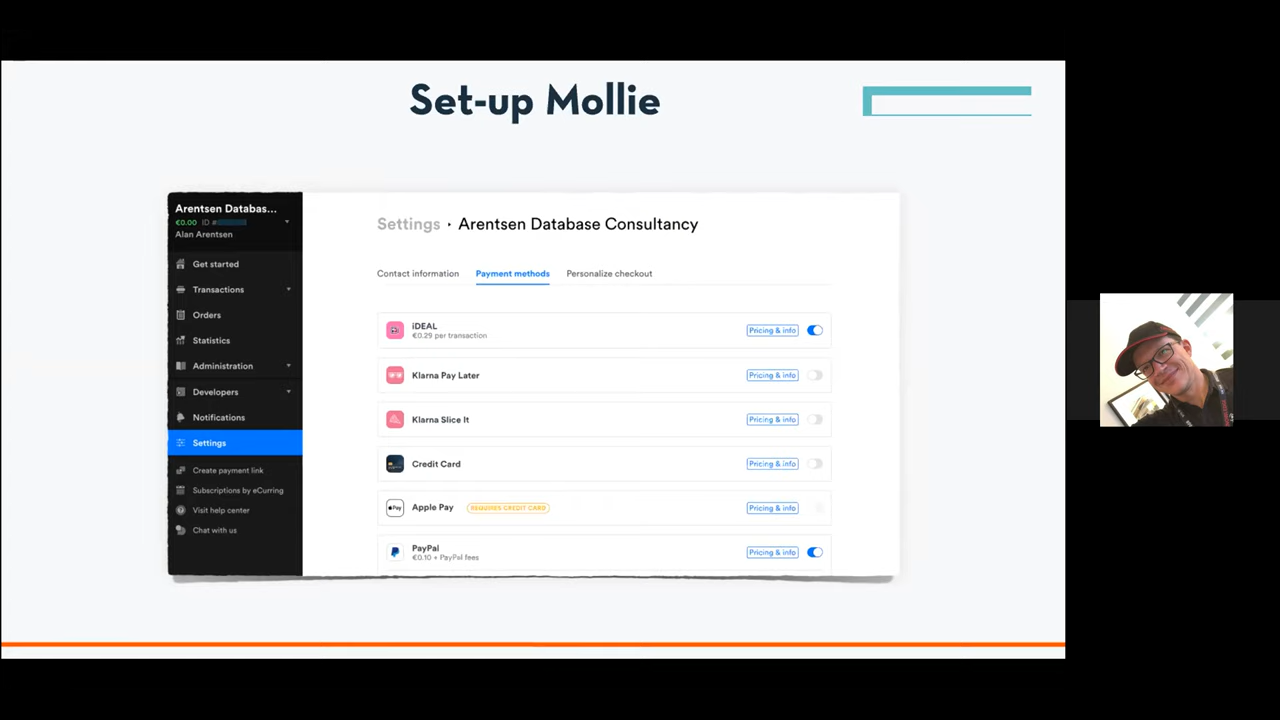 Set-up Mollie
Arentsen Databas...
€0.00 ID #
Alan Arentsen
Get started
Transactions
Orders
Statistics
Administration
Developers
Notifications
Settings
Create payment link
Subscriptions by eCurring
Visit help center
Chat with us
Settings ▸ Arentsen Database Consultancy
Contact information Payment methods Personalize checkout
iDEAL
€0.29 per transaction
Pricing & info
Klarna Pay Later Pricing & info
Klarna Slice It Pricing & info
Credit Card Pricing & info
Pay Apple Pay REQUIRES CREDIT CARD Pricing & info
PayPal
€0.10 + PayPal fees
Pricing & info